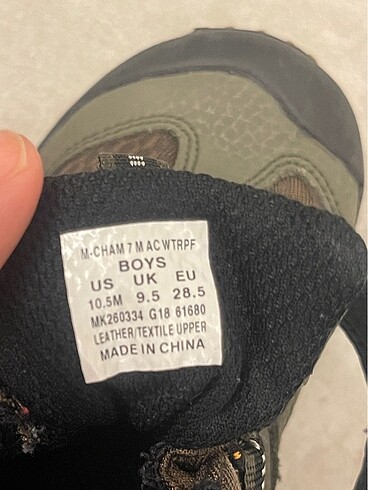 M-CHAM 7 M AC WTRPF
BOYS
US UK EU
10.5M 9.5 28.5
MK260334 G18 61680
LEATHER/TEXTILE UPPER
MADE IN CHINA